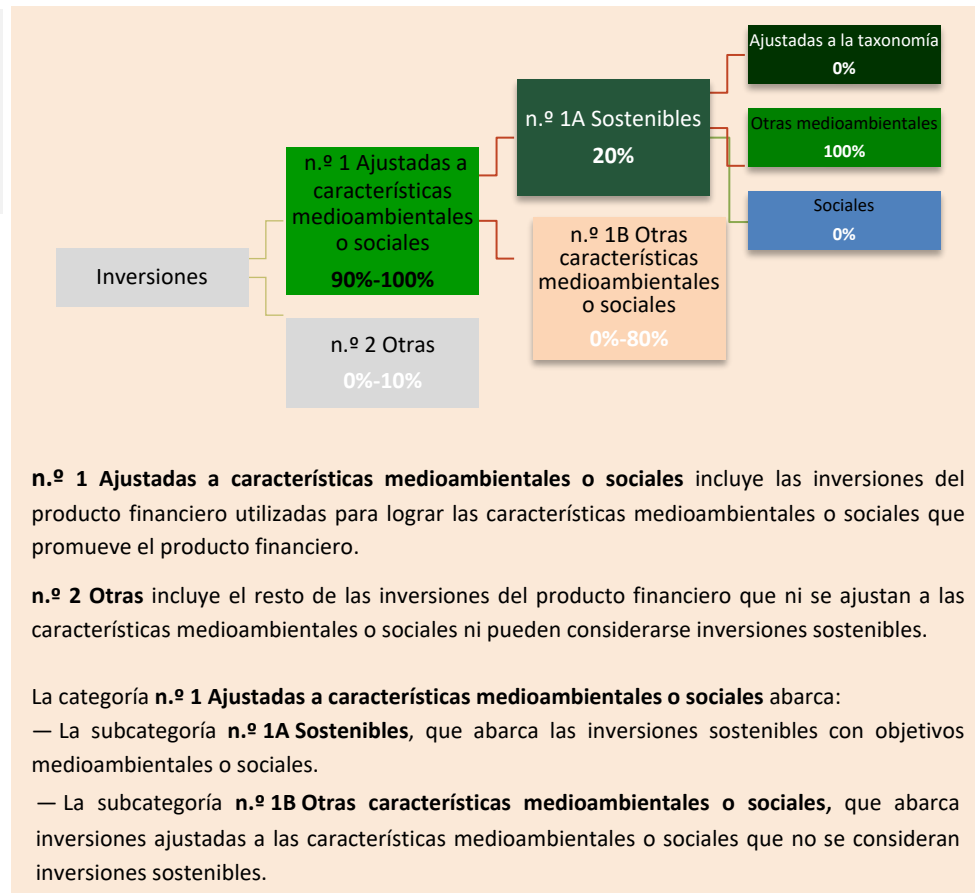 Inversiones
n.º 1 Ajustadas a
características
medioambientales
o sociales
90%-100%
n.º 2 Otras
0%-10%
n.º 1A Sostenibles
20%
n.º 1B Otras
características
medioambientales
o sociales
0%-80%
Ajustadas a la taxonomía
0%
Otras medioambientales
100%
Sociales
0%
n.º 1 Ajustadas a características medioambientales o sociales incluye las inversiones del
producto financiero utilizadas para lograr las características medioambientales o sociales que
promueve el producto financiero.
n.º 2 Otras incluye el resto de las inversiones del producto financiero que ni se ajustan a las
características medioambientales o sociales ni pueden considerarse inversiones sostenibles.
La categoría n.º 1 Ajustadas a características medioambientales o sociales abarca:
— La subcategoría n.º 1A Sostenibles, que abarca las inversiones sostenibles con objetivos
medioambientales o sociales.
— La subcategoría n.º 1B Otras características medioambientales o sociales, que abarca
inversiones ajustadas a las características medioambientales o sociales que no se consideran
inversiones sostenibles.